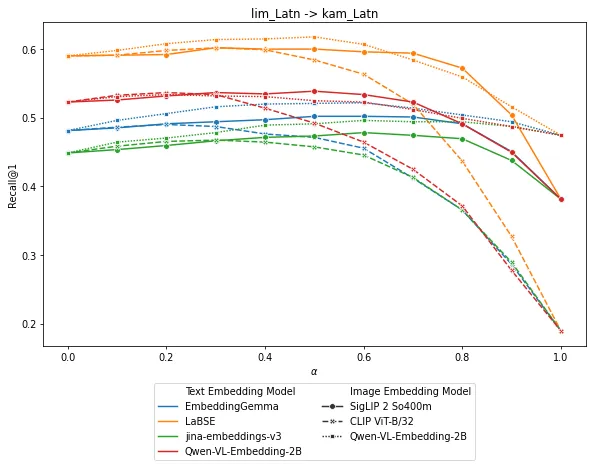 lim_Latn -> kam_Latn
Recall@1
0.6
0.5
0.4
0.3
0.2
0.0 0.2 0.4 0.6 0.8 1.0
α
Text Embedding Model Image Embedding Model
EmbeddingGemma SigLIP 2 So400m
LaBSE CLIP ViT-B/32
jina-embeddings-v3 Qwen-VL-Embedding-2B
Qwen-VL-Embedding-2B